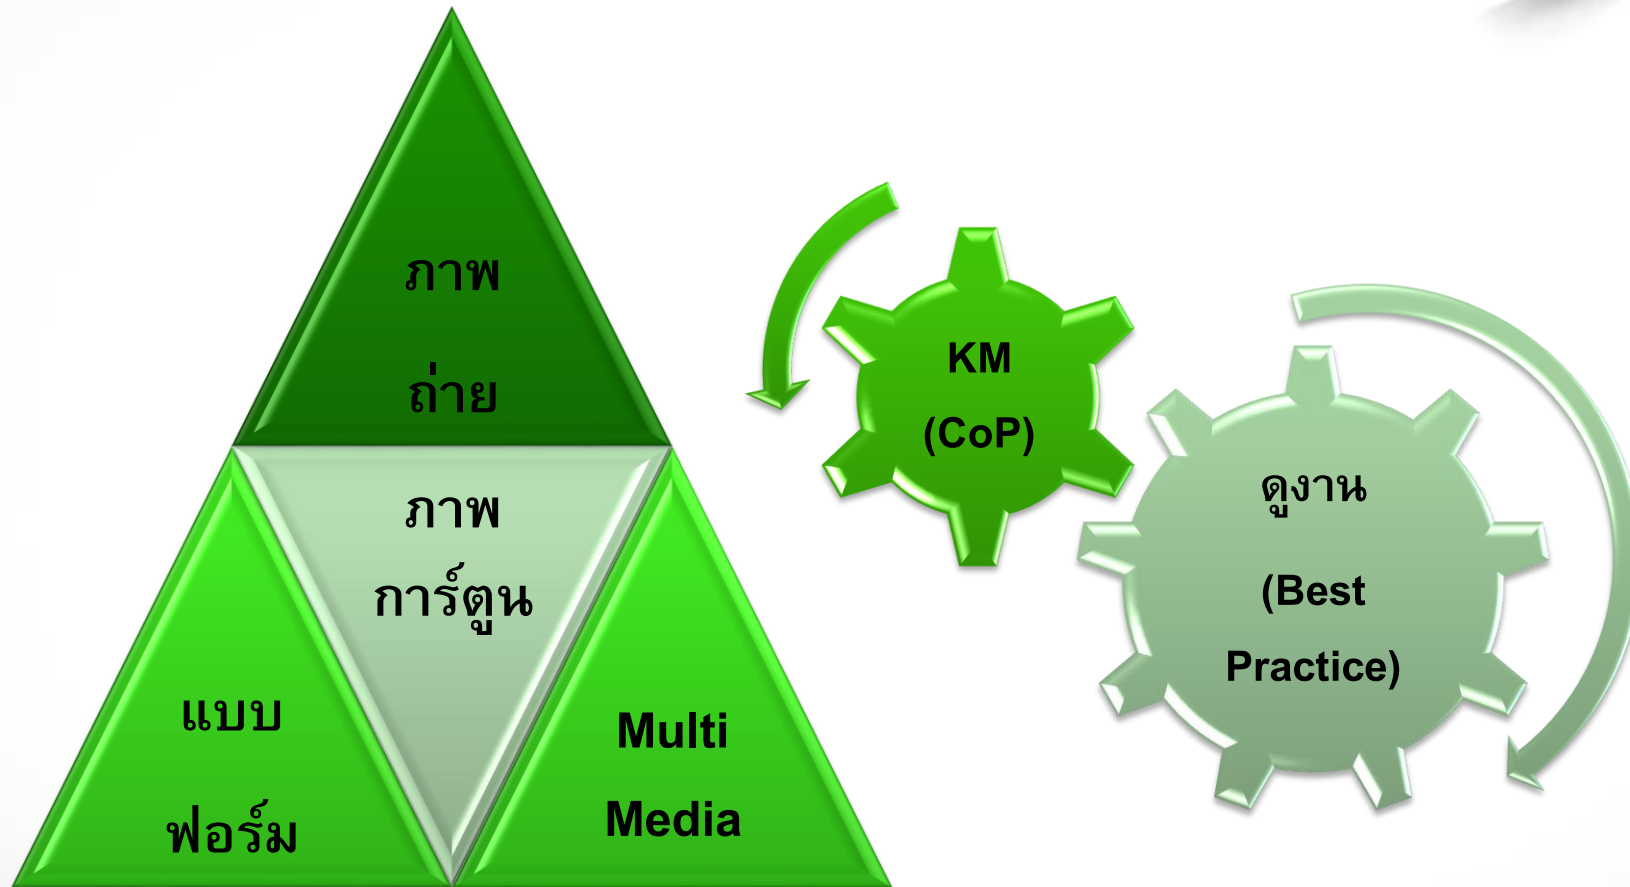 ภาพ
ถ่าย
ภาพ
การ์ตูน
แบบ
ฟอร์ม
Multi
Media
KM
(CoP)
ดูงาน
(Best
Practice)